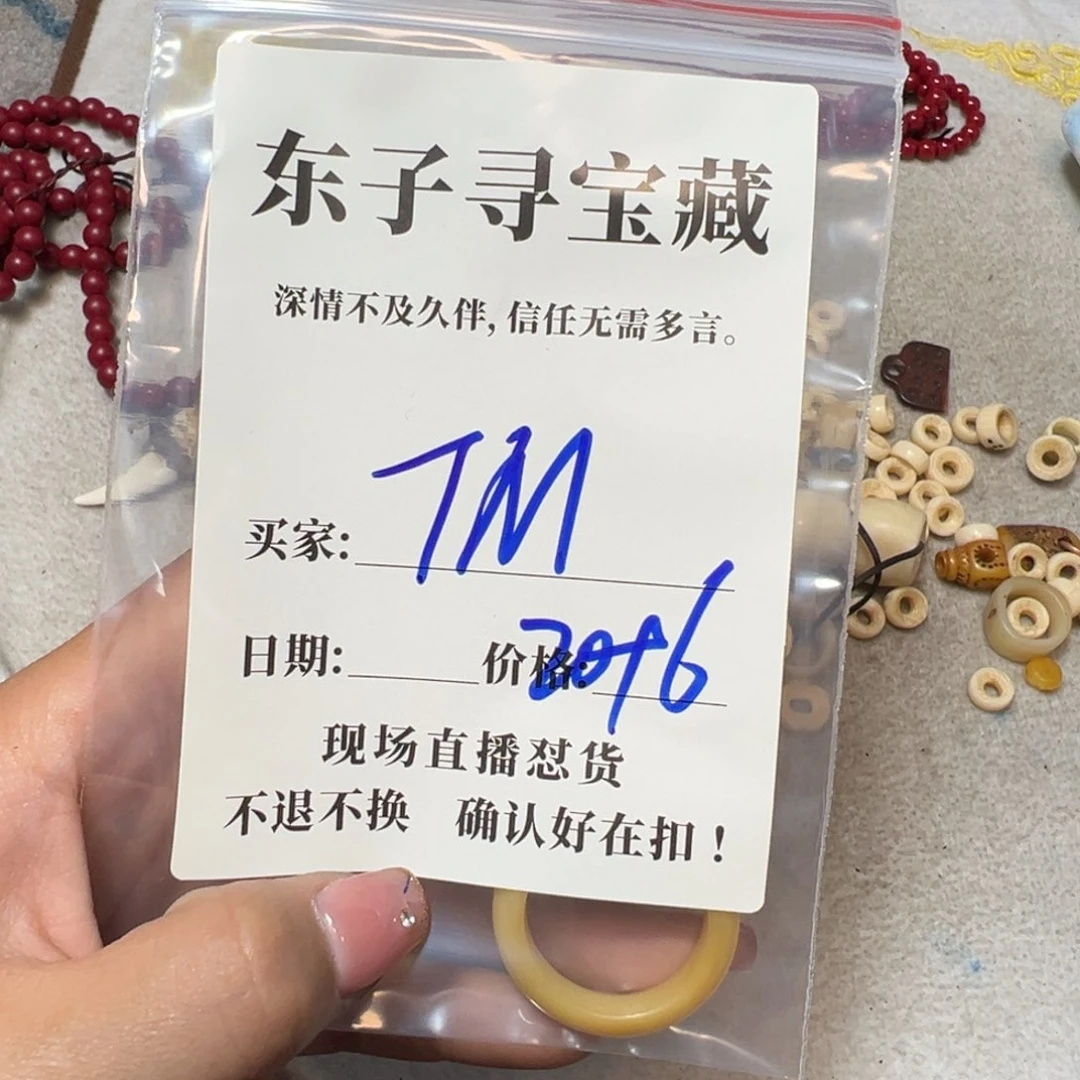 东子寻宝藏
深情不及久伴,信任无需多言。
买家: TM
日期: 价格:
现场直播怼货
不退不换 确认好在扣!